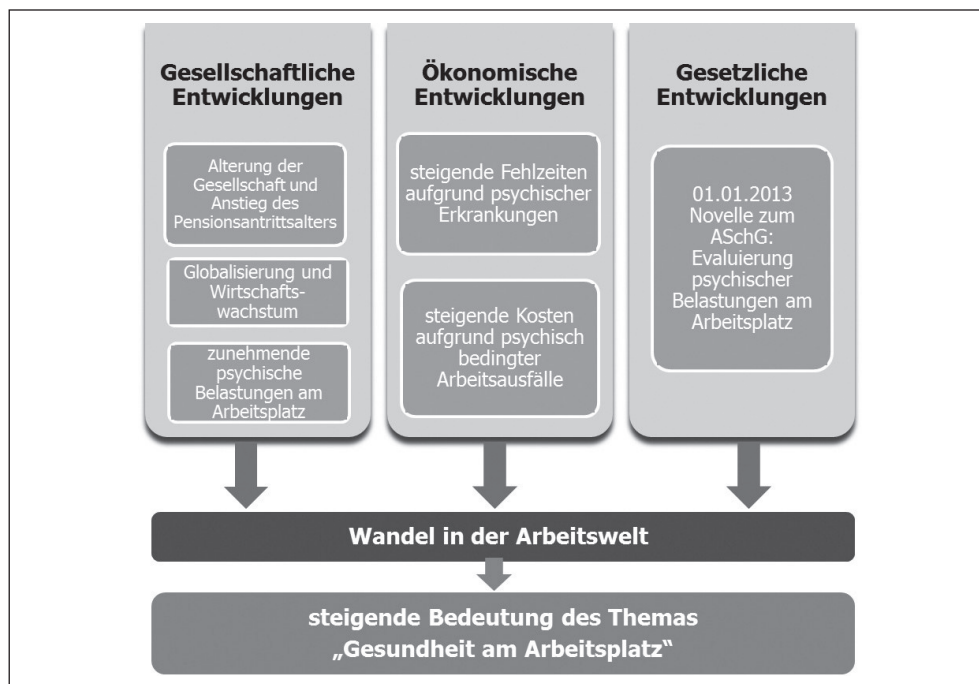 Gesellschaftliche
Entwicklungen
Alterung der
Gesellschaft und
Anstieg des
Pensionsantrittsalters
Globalisierung und
Wirtschafts-
wachstum
zunehmende
psychische
Belastungen am
Arbeitsplatz
Ökonomische
Entwicklungen
steigende Fehlzeiten
aufgrund psychischer
Erkrankungen
steigende Kosten
aufgrund psychisch
bedingter
Arbeitsausfälle
Gesetzliche
Entwicklungen
01.01.2013
Novelle zum
ASchG:
Evaluierung
psychischer
Belastungen am
Arbeitsplatz
Wandel in der Arbeitswelt
steigende Bedeutung des Themas
„Gesundheit am Arbeitsplatz“